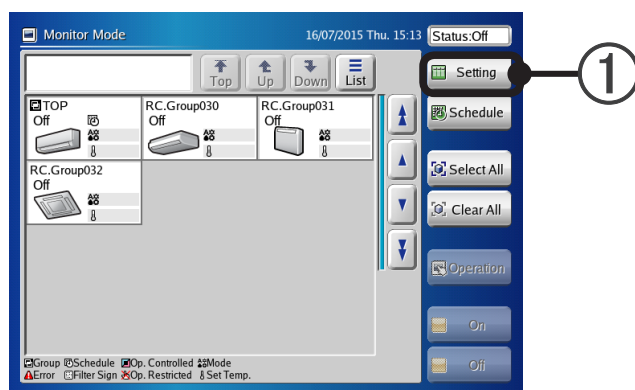 Monitor Mode 16/07/2015 Thu. 15:13 Status:Off
Top Up Down List
Setting
1
Schedule
TOP RC.Group030 RC.Group031
Off Off Off
RC.Group032
Off
Select All
Clear All
Operation
On
Off
Group Schedule Op. Controlled Mode
Error Filter Sign Op. Restricted Set Temp.